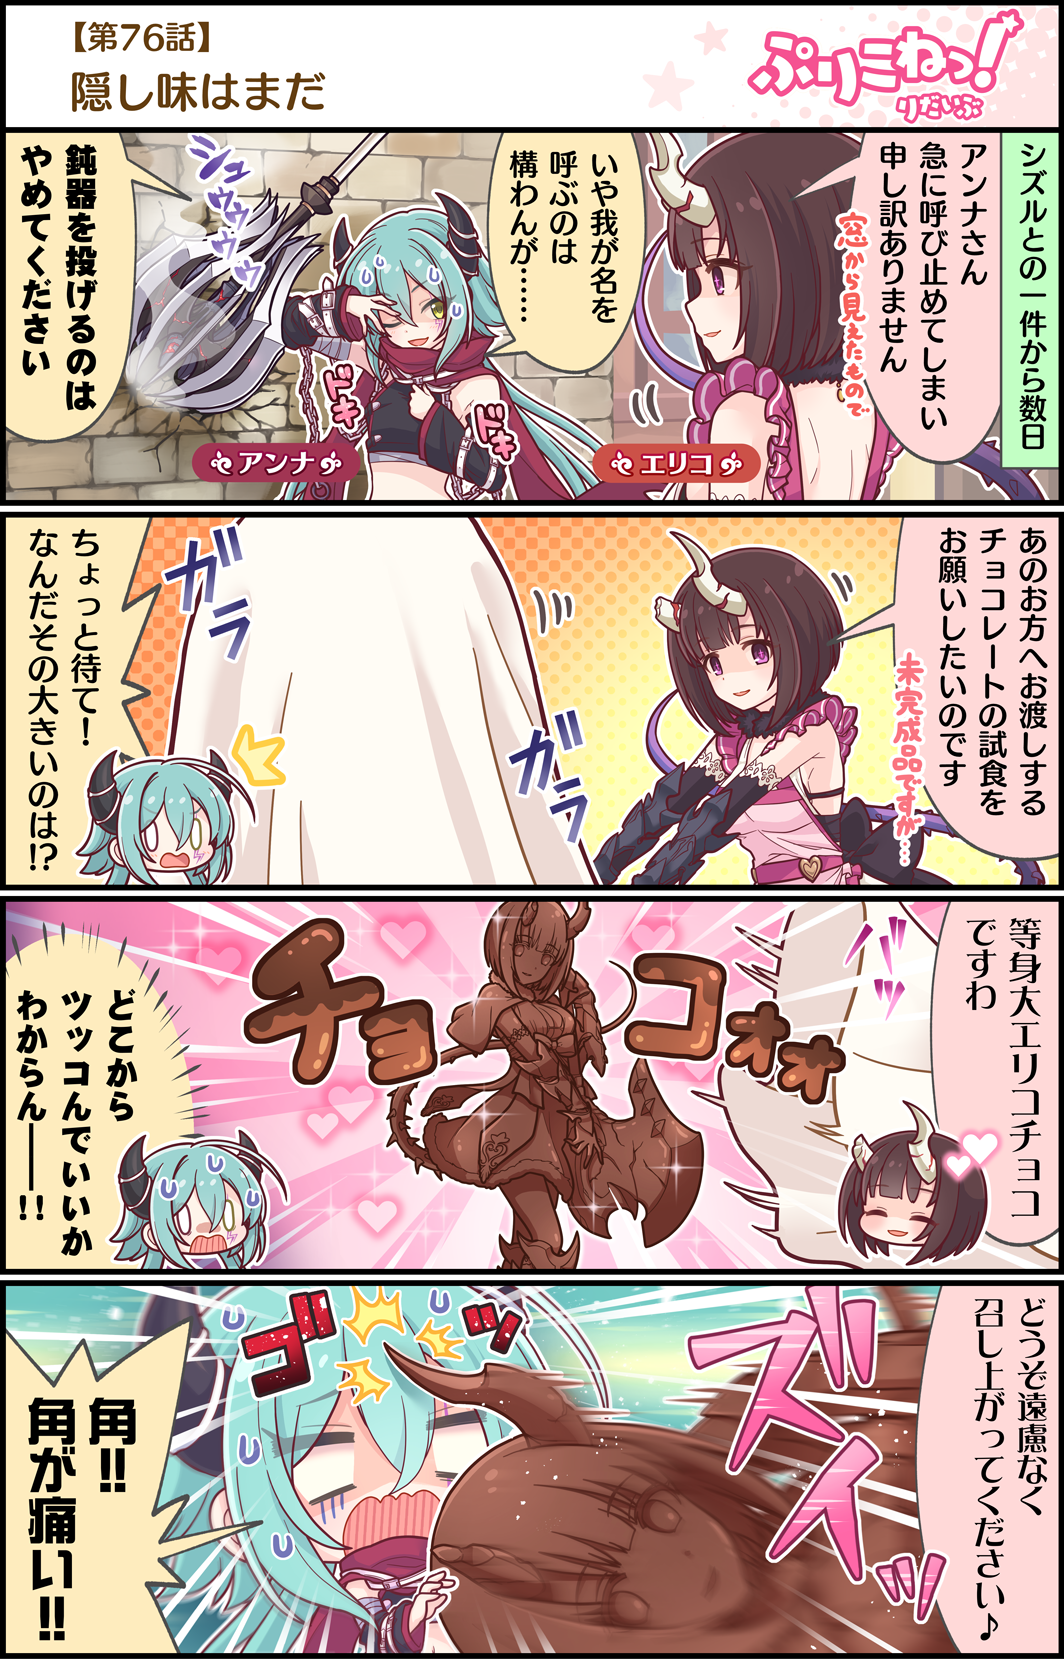 【第76話】
隠し味はまだ
ぷりこねっ!
りだいぶ
シズルとの一件から数日
アンナさん
急に呼び止めてしまい
申し訳ありません
窓から見えたもので
いや我が名を
呼ぶのは
構わんが……
鈍器を投げるのは
やめてください
シュゥゥゥゥ
ドキ
ドキ
アンナ
エリコ
あのお方へお渡しする
チョコレートの試食を
お願いしたいのです
未完成品ですが…
ガラ
ガラ
ちょっと待て!
なんだその大きいのは!?
等身大エリコチョコ
ですわ
バッ
チョコォォ
どこから
ツッコんでいいか
わからん――!!
どうぞ遠慮なく
召し上がってください♪
ズズイッ
ゴッ
角!!
角が痛い!!